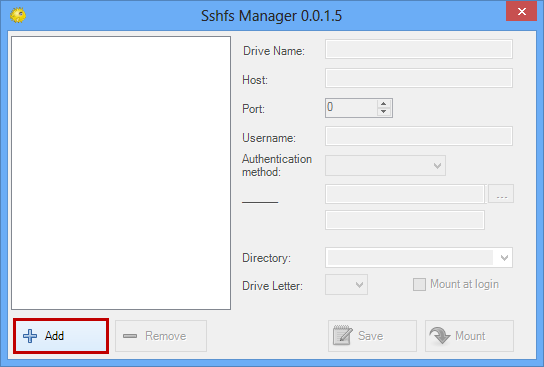 Sshfs Manager 0.0.1.5
Drive Name:
Host:
Port:
0
Username:
Authentication
method:
...
Directory:
Drive Letter:
Mount at login
Add
Remove
Save
Mount